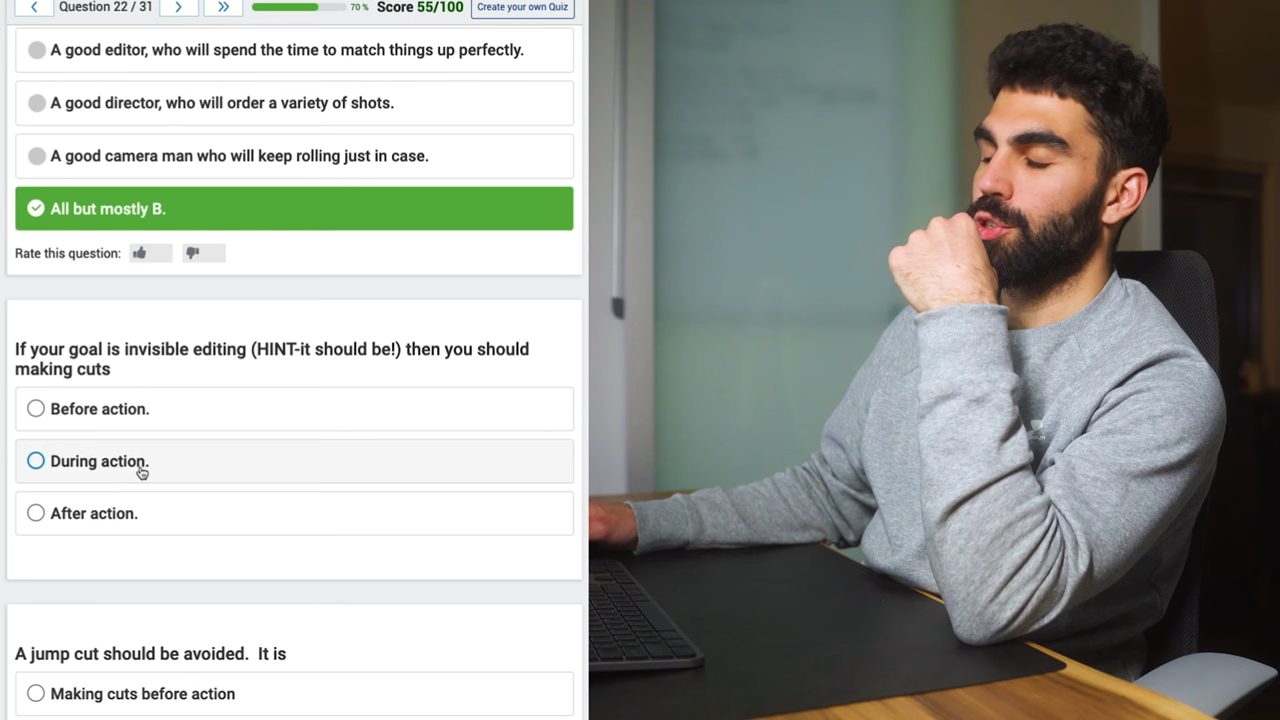 Question 22 / 31
70 %
Score 55/100
Create your own Quiz
A good editor, who will spend the time to match things up perfectly.
A good director, who will order a variety of shots.
A good camera man who will keep rolling just in case.
All but mostly B.
Rate this question:
If your goal is invisible editing (HINT-it should be!) then you should
making cuts
Before action.
During action.
After action.
A jump cut should be avoided.  It is
Making cuts before action